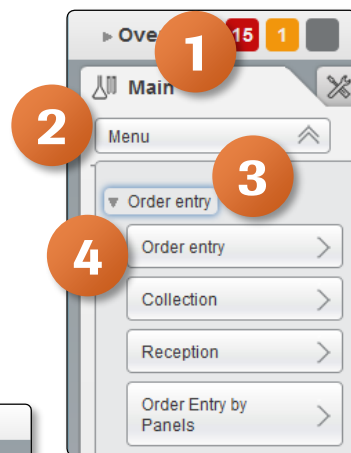 Ove 1 15 1
Main
2
Menu
3
Order entry
4 Order entry
Collection
Reception
Order Entry by
Panels